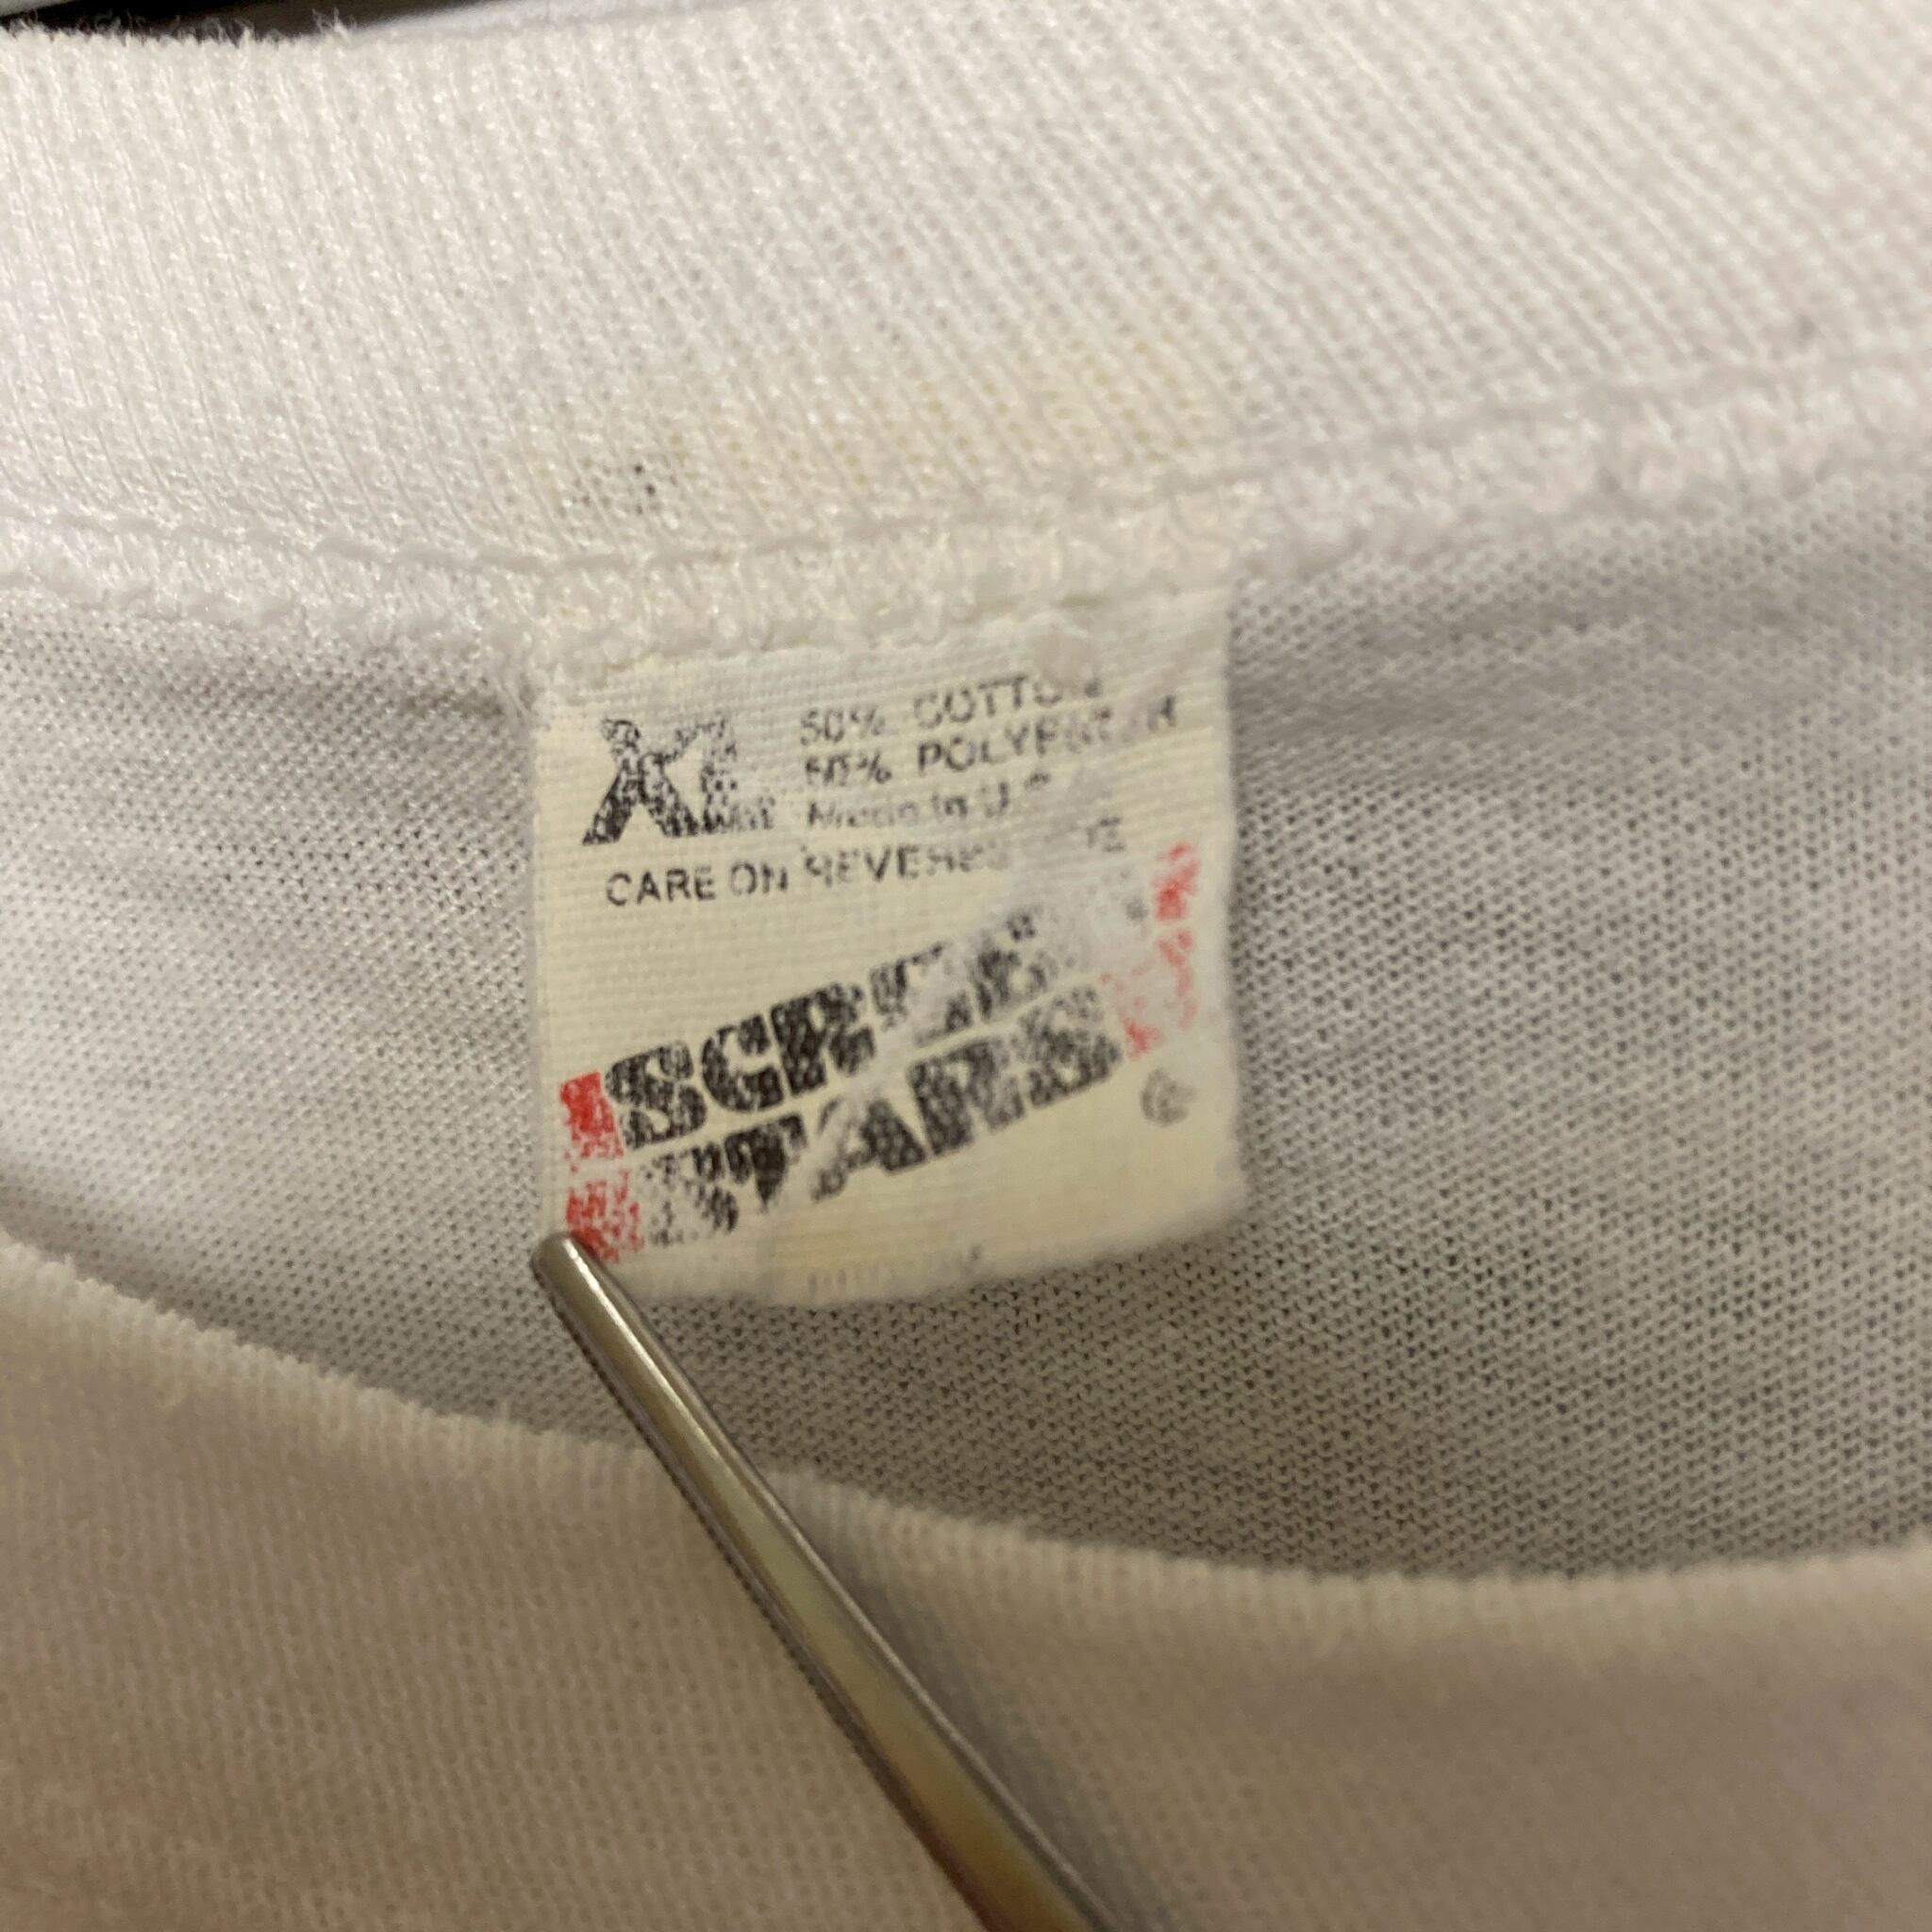 XL 50% COTTON
50% POLYESTER
Made in U.S.A.
CARE ON REVERSE SIDE
SCREEN
STARS